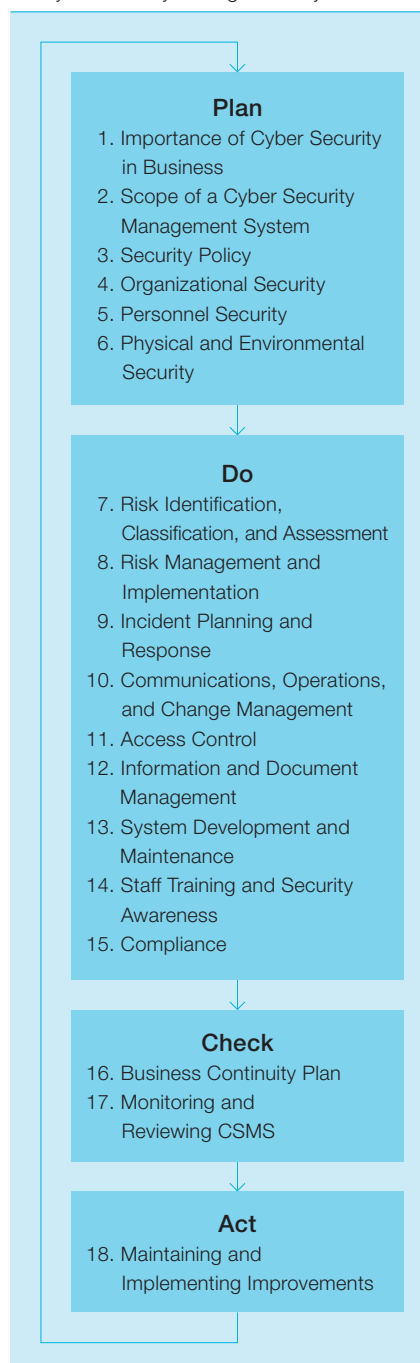 Plan
1. Importance of Cyber Security
in Business
2. Scope of a Cyber Security
Management System
3. Security Policy
4. Organizational Security
5. Personnel Security
6. Physical and Environmental
Security
Do
7. Risk Identification,
Classification, and Assessment
8. Risk Management and
Implementation
9. Incident Planning and
Response
10. Communications, Operations,
and Change Management
11. Access Control
12. Information and Document
Management
13. System Development and
Maintenance
14. Staff Training and Security
Awareness
15. Compliance
Check
16. Business Continuity Plan
17. Monitoring and
Reviewing CSMS
Act
18. Maintaining and
Implementing Improvements